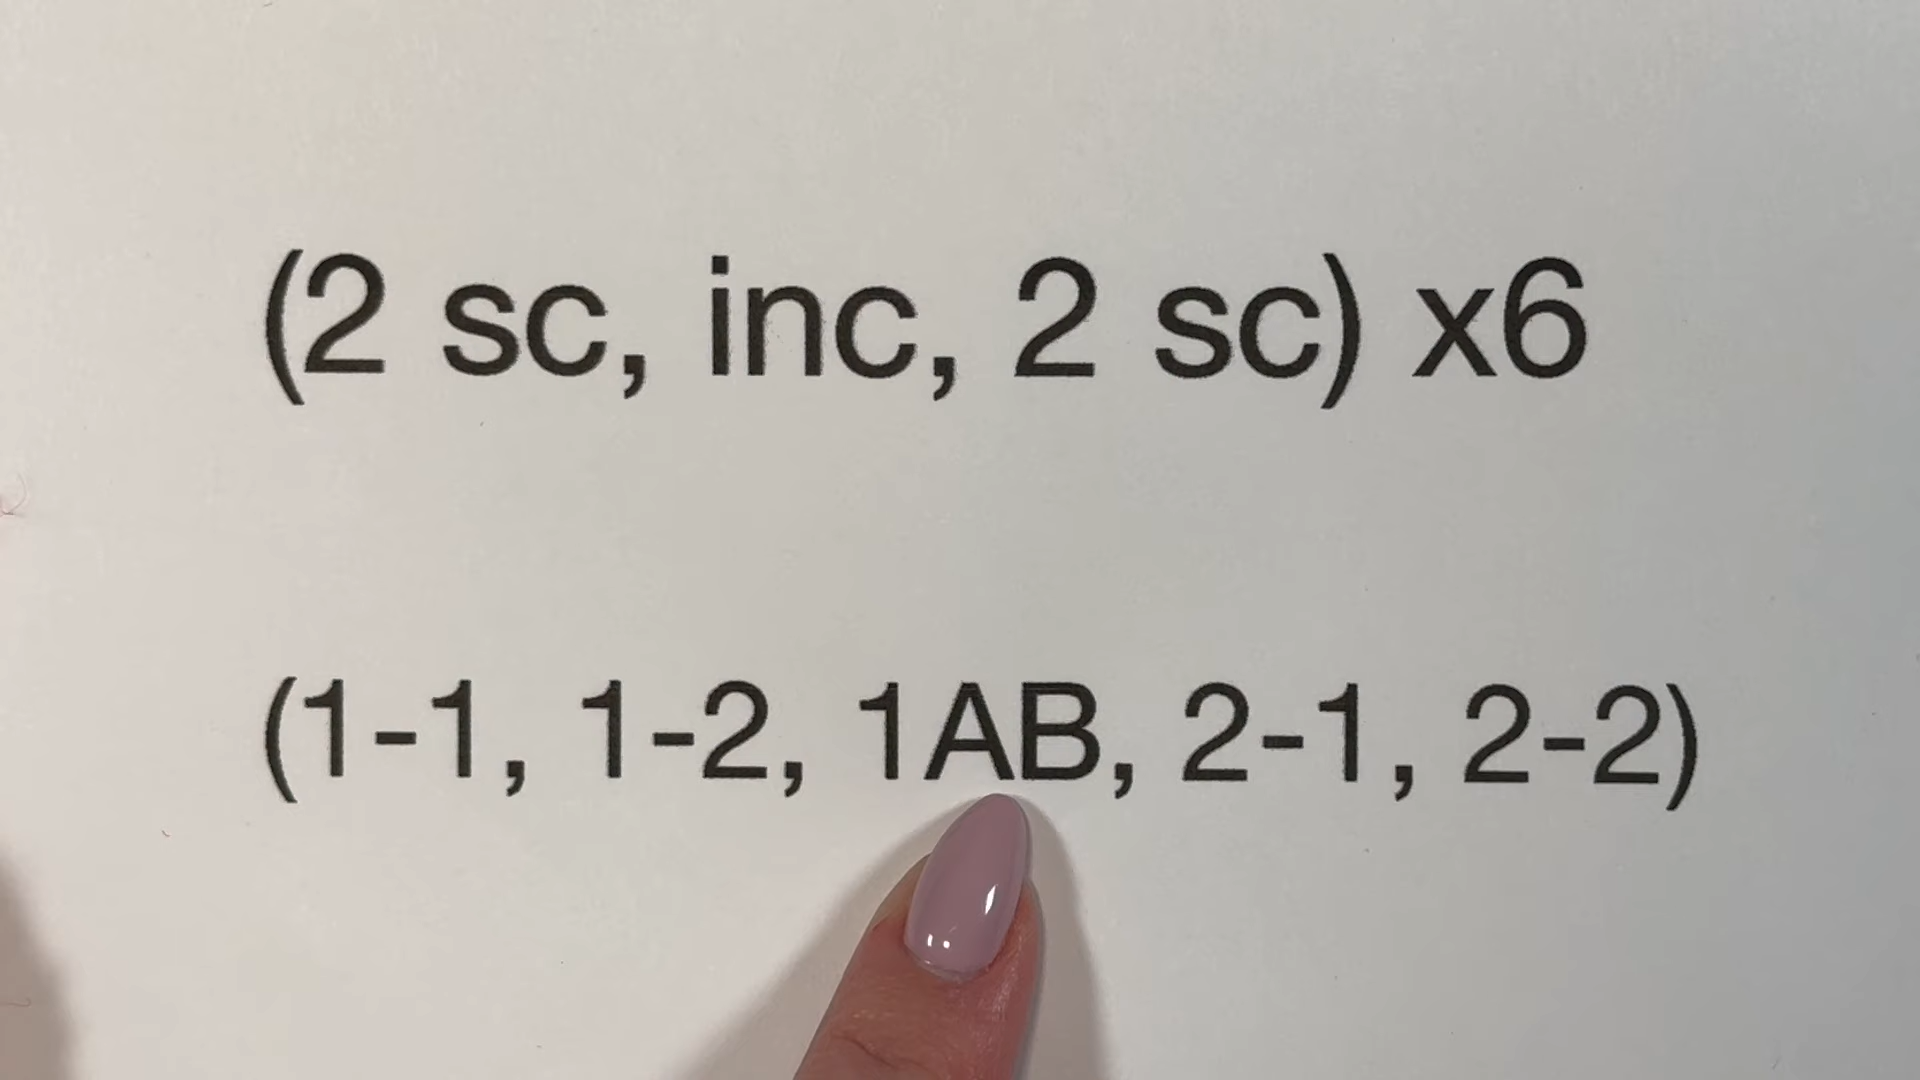 (2 sc, inc, 2 sc) x6
(1-1, 1-2, 1AB, 2-1, 2-2)